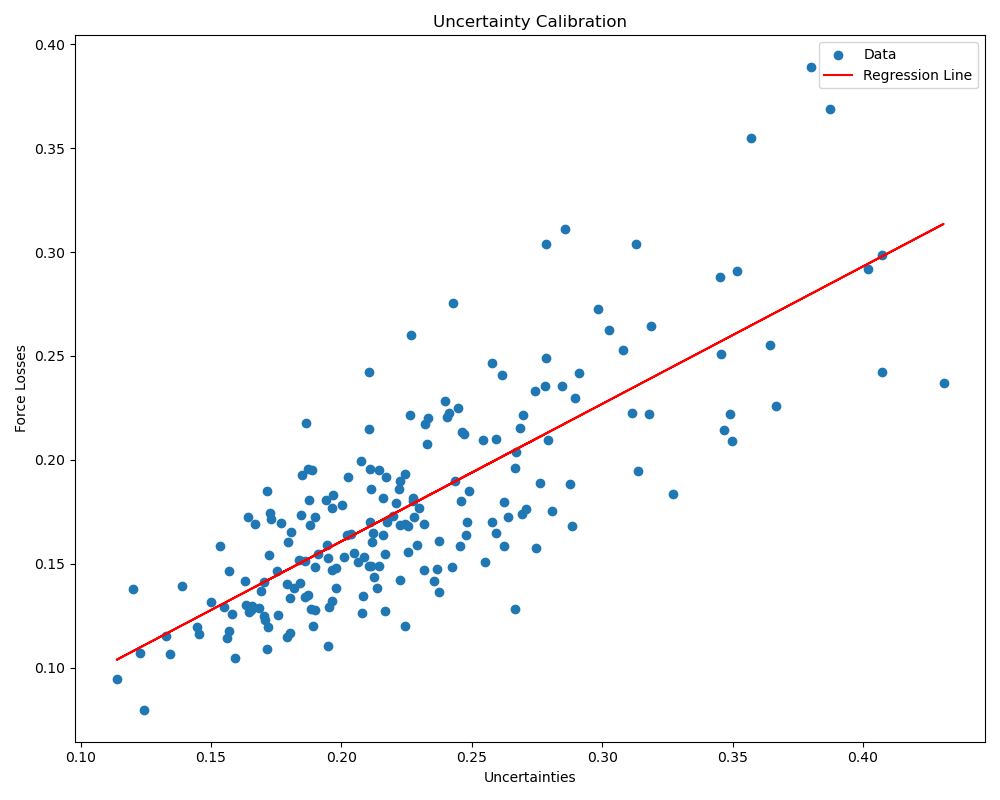 Uncertainty Calibration
Data
Regression Line
0.40
0.35
0.30
0.25
0.20
0.15
0.10
Force Losses
0.10 0.15 0.20 0.25 0.30 0.35 0.40
Uncertainties